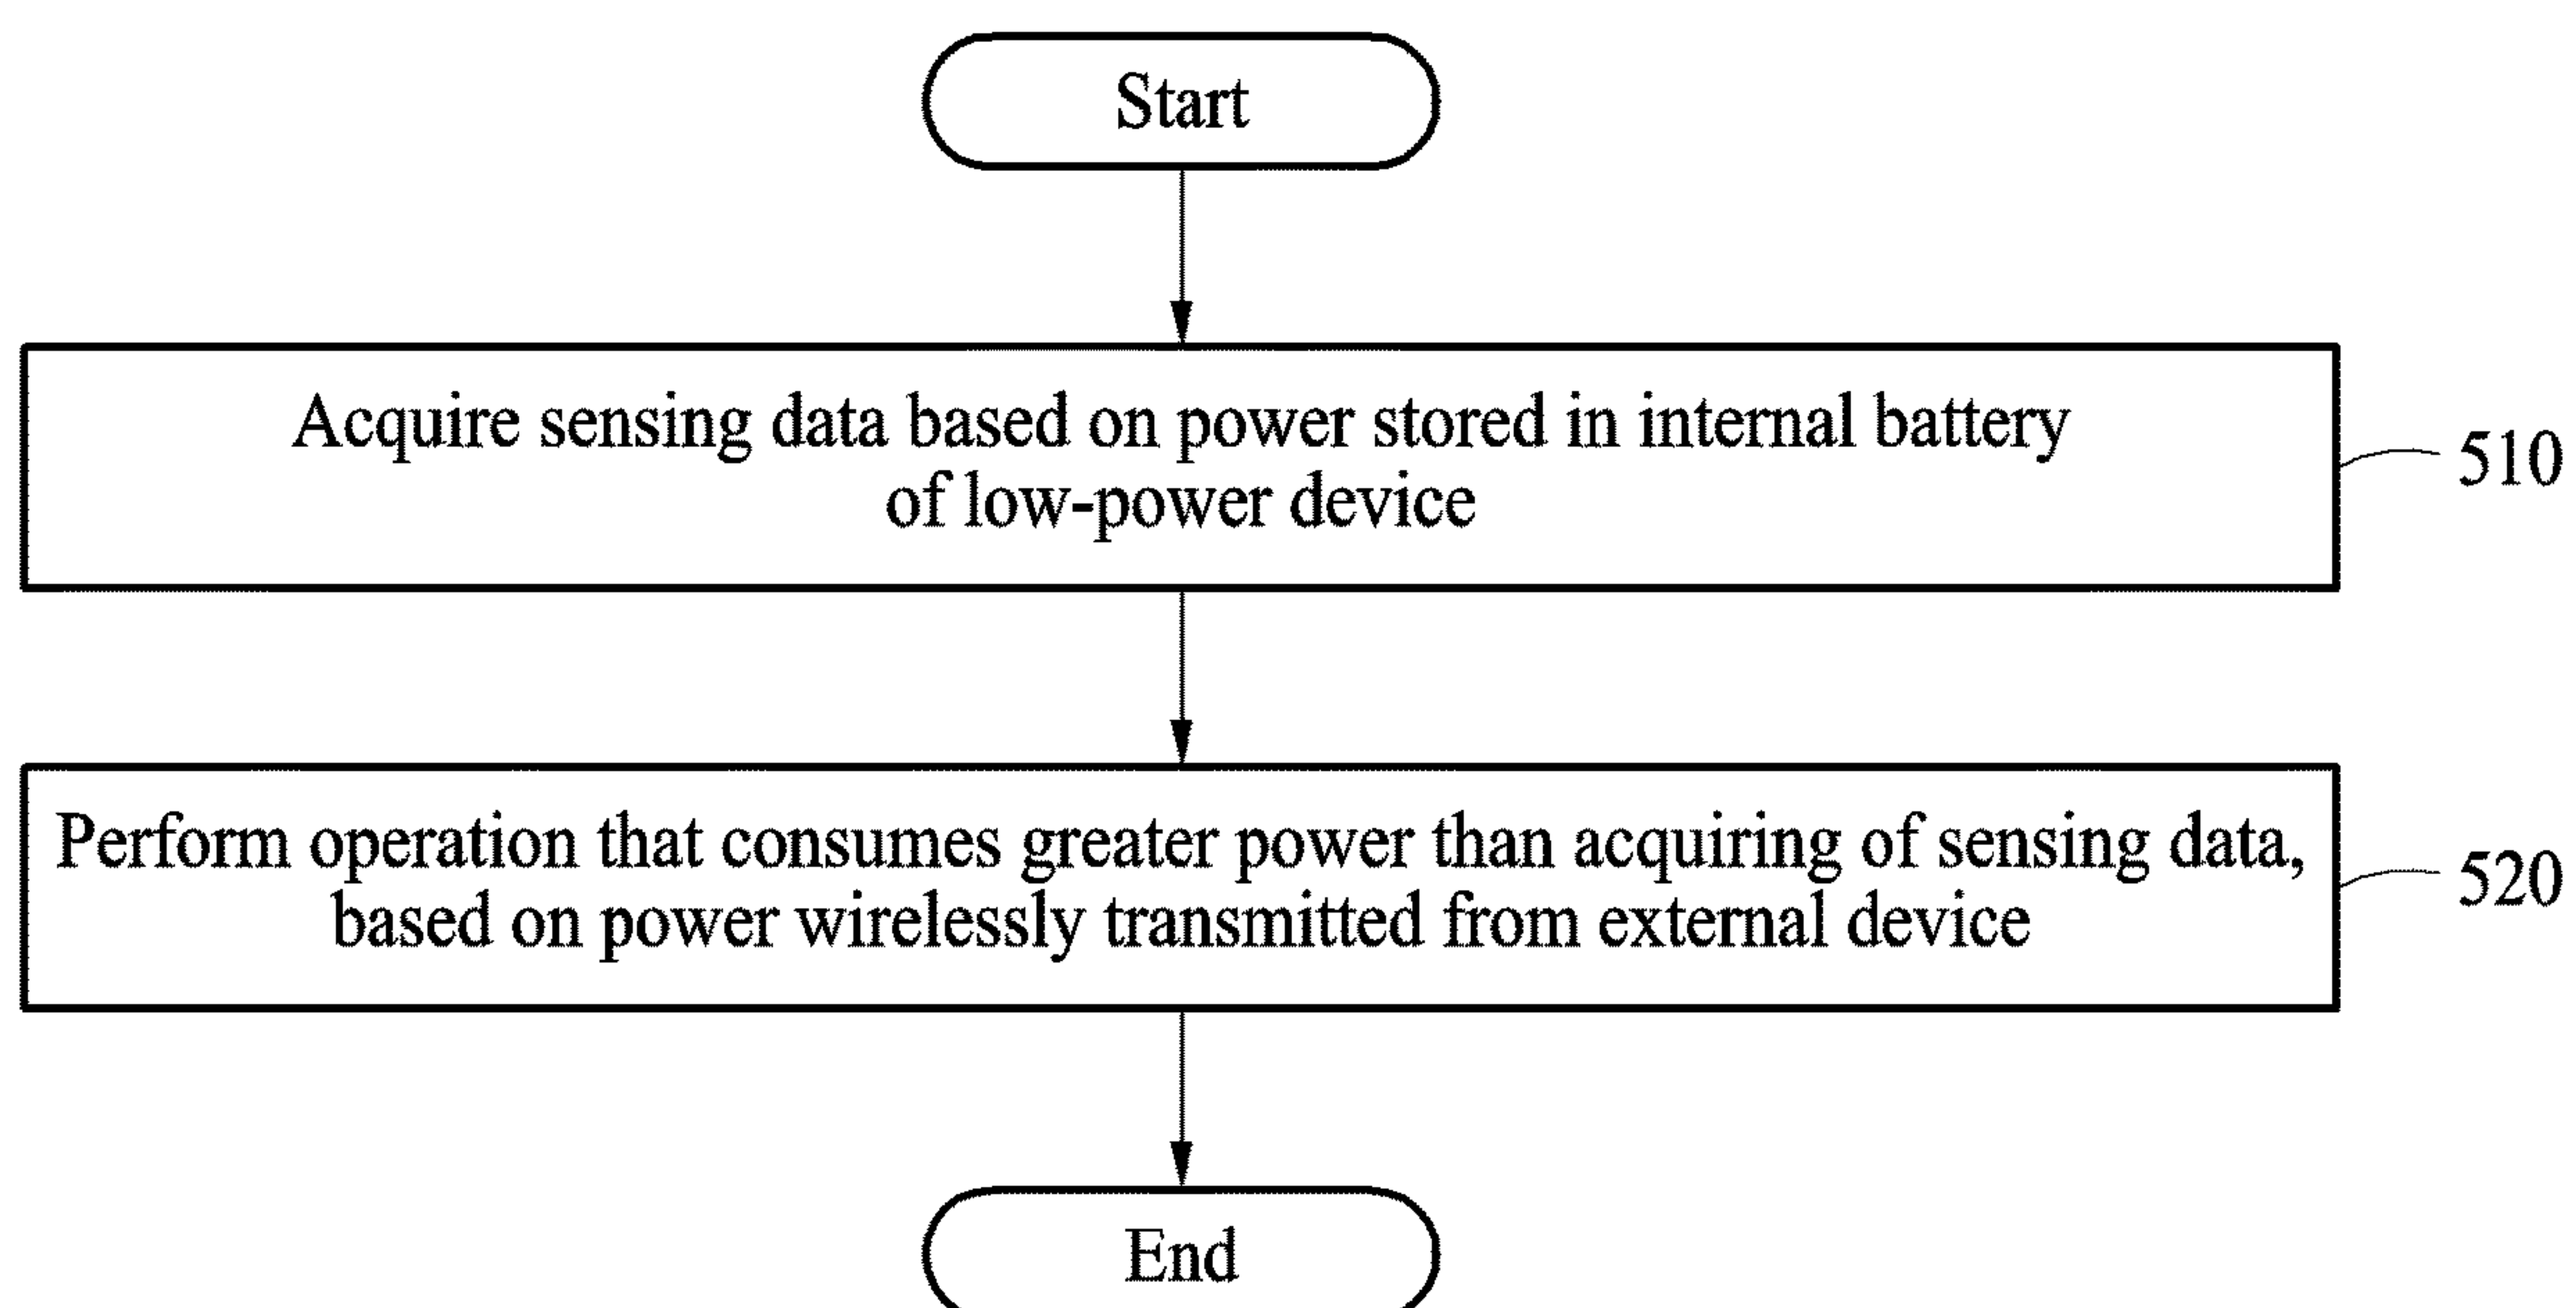 Start
Acquire sensing data based on power stored in internal battery
of low-power device
510
Perform operation that consumes greater power than acquiring of sensing data,
based on power wirelessly transmitted from external device
520
End